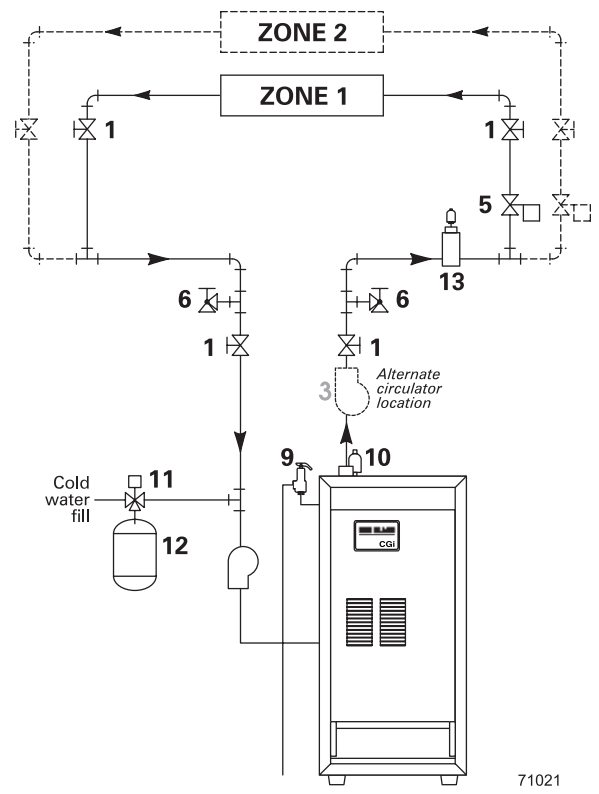 ZONE 2
ZONE 1
1
1
5
13
6
6
1
1
3
Alternate
circulator
location
9
10
Cold
water
fill
11
12
CGi
71021